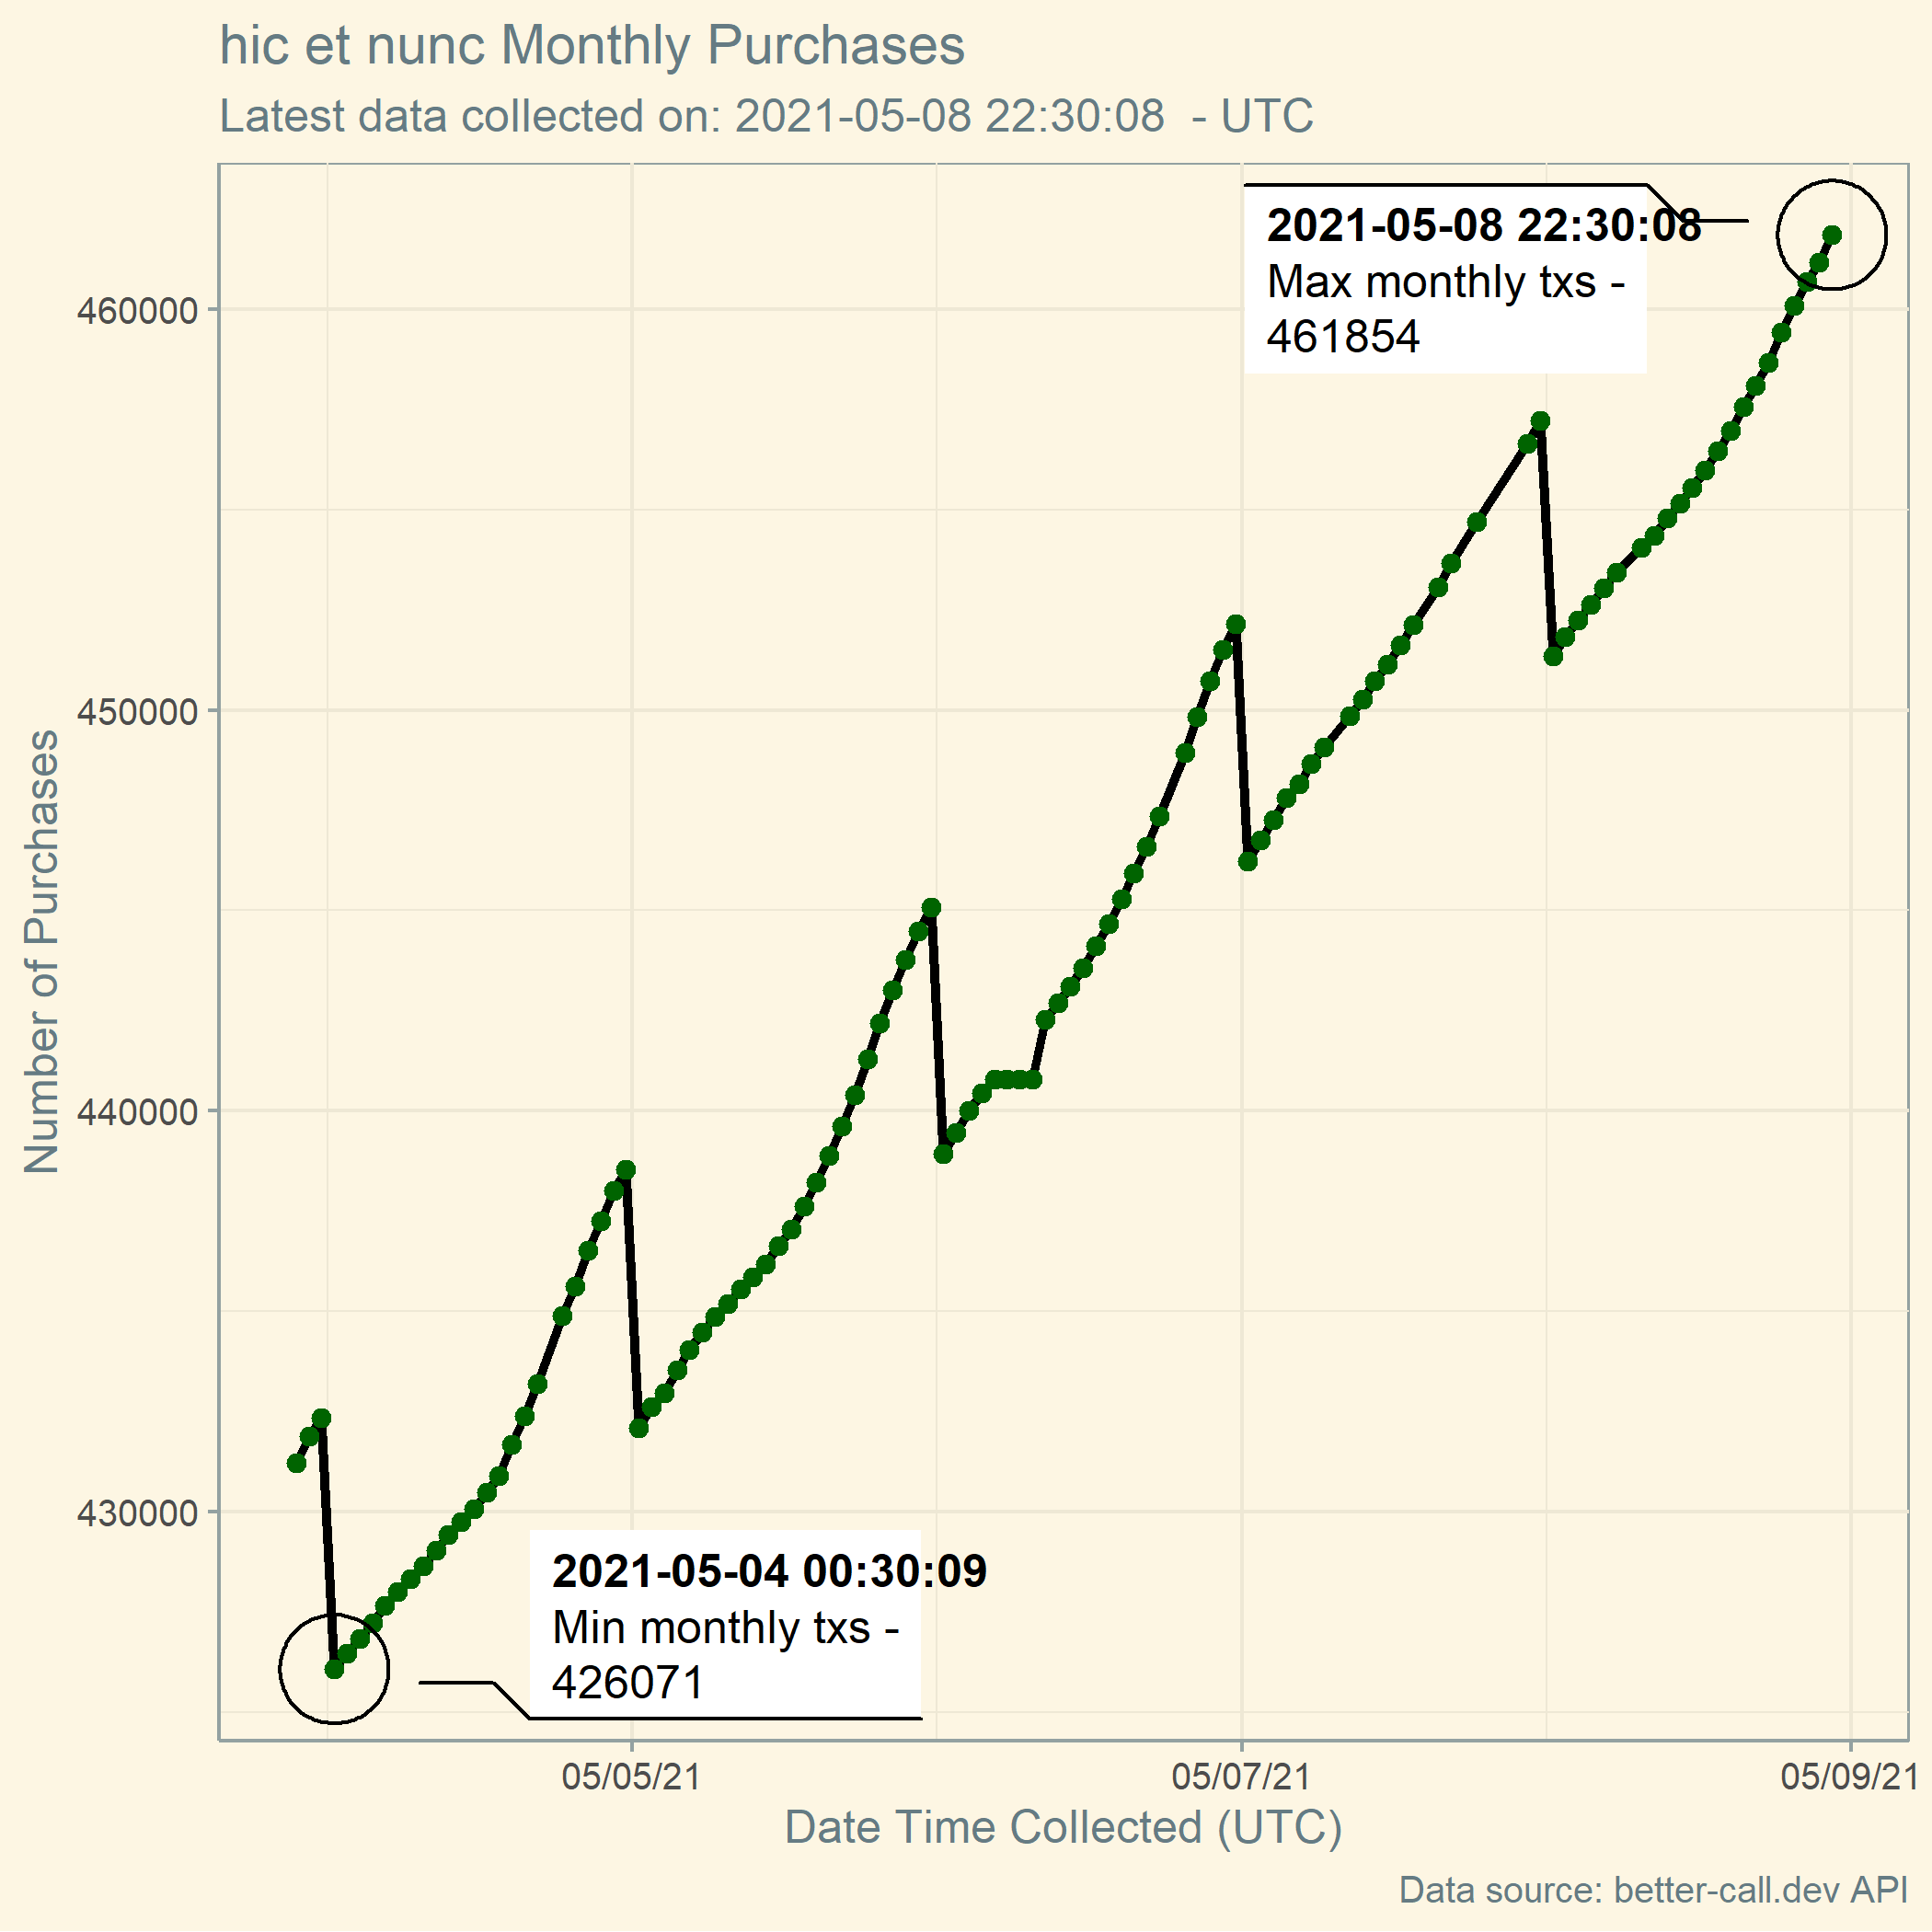 hic et nunc Monthly Purchases
Latest data collected on: 2021-05-08 22:30:08  - UTC
2021-05-08 22:30:08
Max monthly txs -
461854
460000
450000
440000
430000
Number of Purchases
2021-05-04 00:30:09
Min monthly txs -
426071
05/05/21
05/07/21
05/09/21
Date Time Collected (UTC)
Data source: better-call.dev API